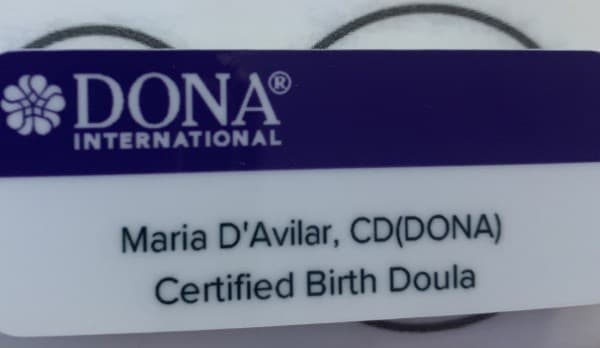 DONA®
INTERNATIONAL
Maria D'Avilar, CD(DONA)
Certified Birth Doula